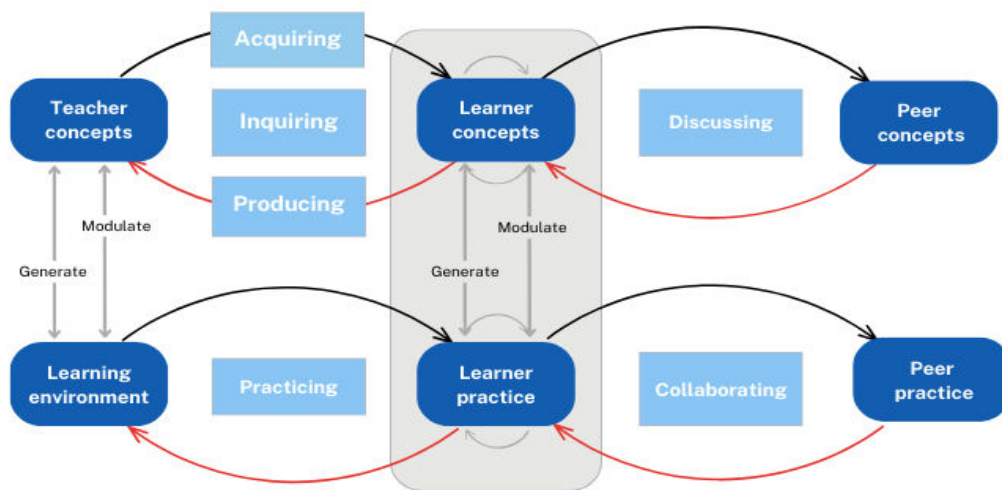 Acquiring
Teacher
concepts
Inquiring
Learner
concepts
Discussing
Peer
concepts
Producing
Modulate
Generate
Modulate
Generate
Learning
environment
Practicing
Learner
practice
Collaborating
Peer
practice